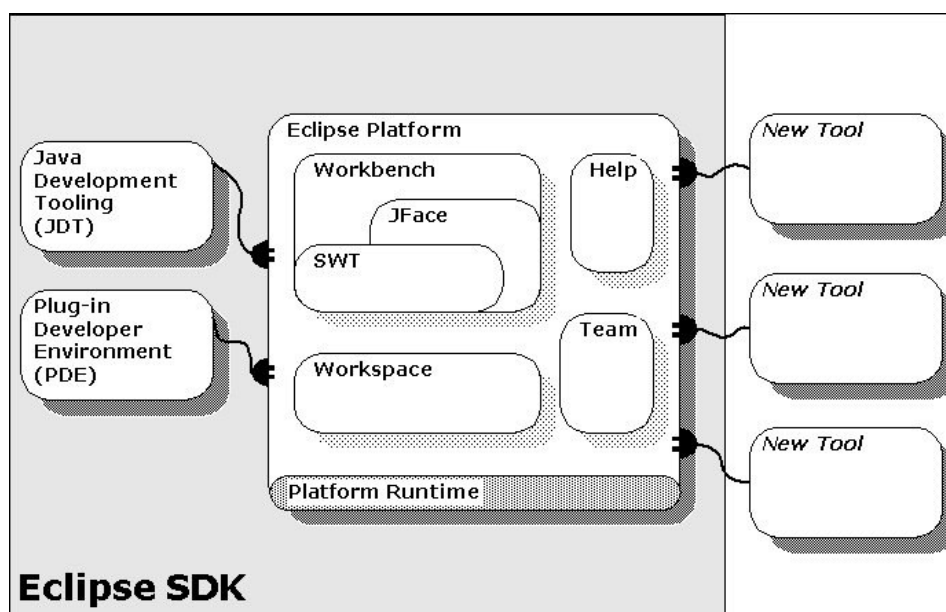 Java
Development
Tooling
(JDT)
Plug-in
Developer
Environment
(PDE)
Eclipse Platform
Workbench
JFace
SWT
Workspace
Help
Team
Platform Runtime
New Tool
New Tool
New Tool
Eclipse SDK